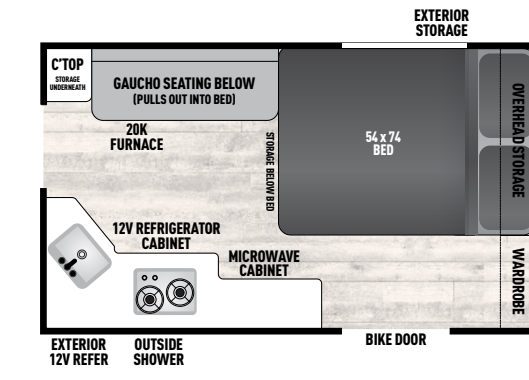 EXTERIOR
STORAGE
C'TOP
STORAGE
UNDERNEATH
GAUCHO SEATING BELOW
(PULLS OUT INTO BED)
20K
FURNACE
STORAGE BELOW BED
54 x 74
BED
OVERHEAD STORAGE
12V REFRIGERATOR
CABINET
MICROWAVE
CABINET
WARDROBE
EXTERIOR
12V REFER
OUTSIDE
SHOWER
BIKE DOOR